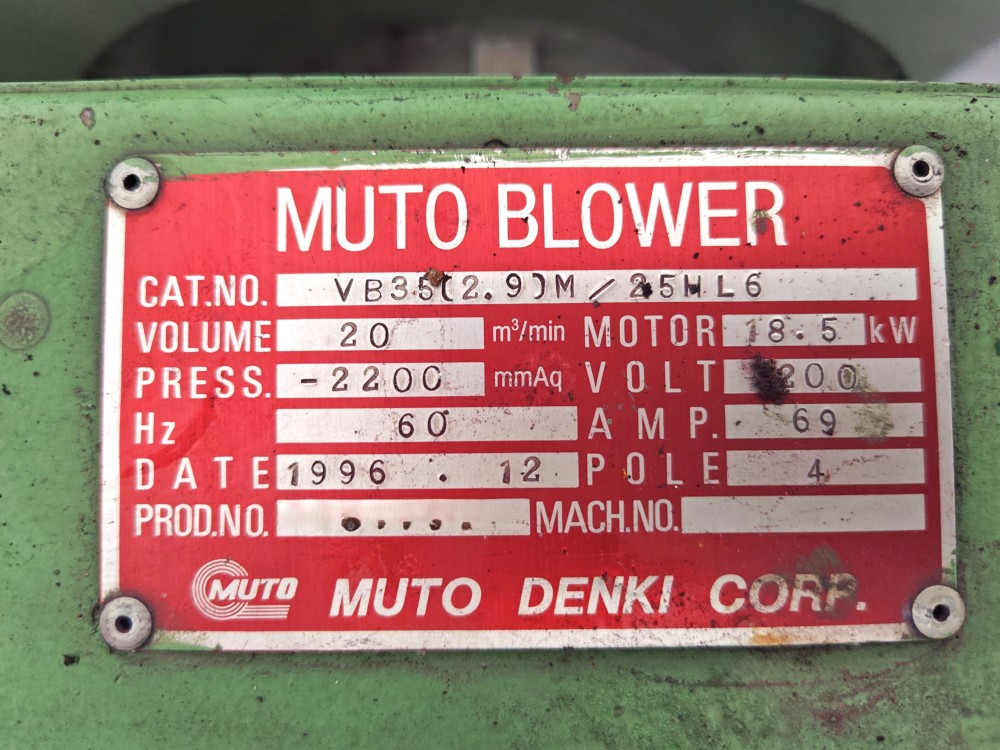 MUTO BLOWER
CAT.NO. VB35(2.9)M/25HL6
VOLUME 20 m³/min MOTOR 18.5 kW
PRESS. -2200 mmAq VOLT 200
Hz 60 AMP. 69
DATE 1996 . 12 POLE 4
PROD.NO. MACH.NO.
MUTO MUTO DENKI CORP.